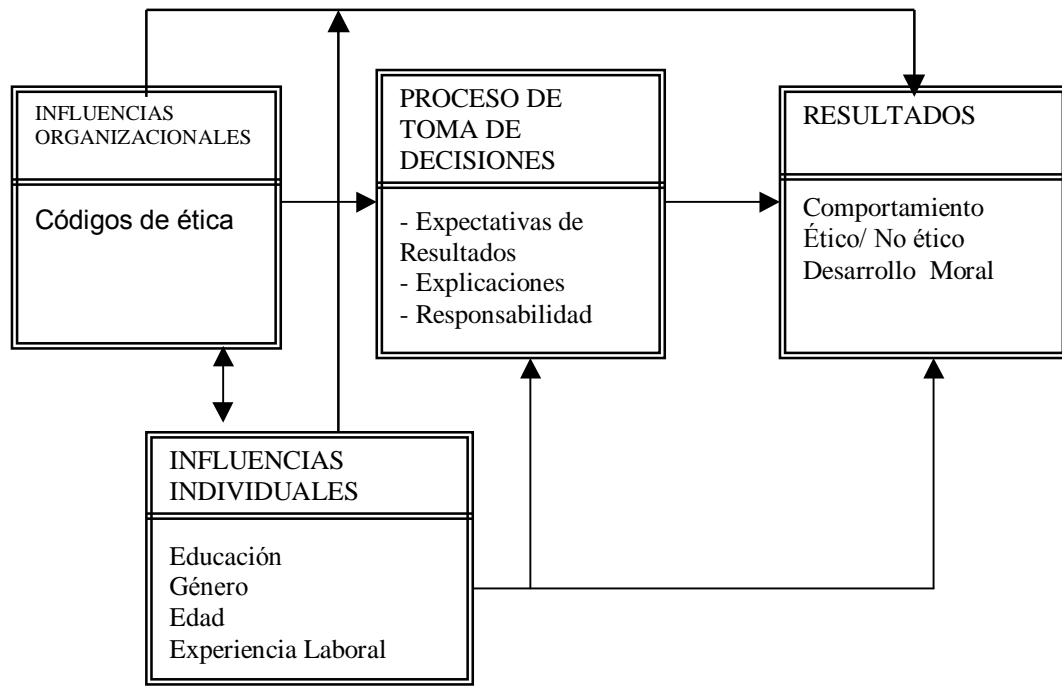 INFLUENCIAS
ORGANIZACIONALES
Códigos de ética
PROCESO DE
TOMA DE
DECISIONES
- Expectativas de
Resultados
- Explicaciones
- Responsabilidad
RESULTADOS
Comportamiento
Ético/ No ético
Desarrollo Moral
INFLUENCIAS
INDIVIDUALES
Educación
Género
Edad
Experiencia Laboral